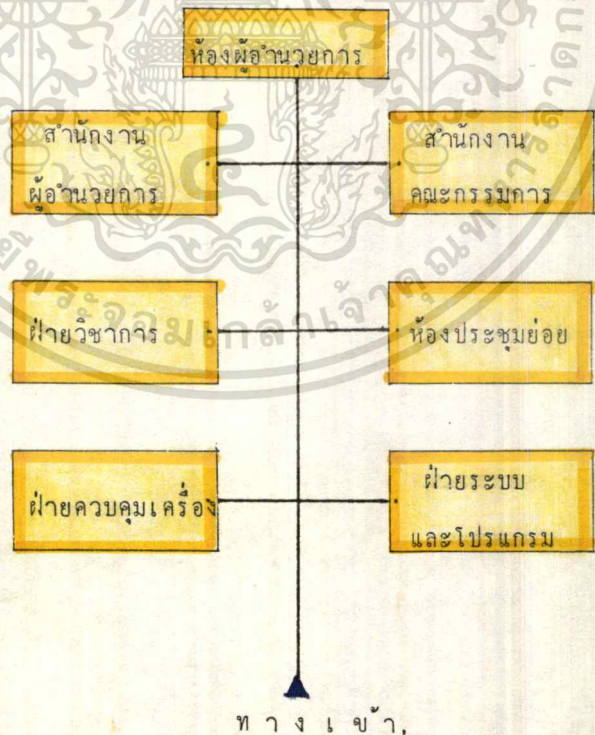 ห้องผู้อำนวยการ
สำนักงาน
ผู้อำนวยการ
สำนักงาน
คณะกรรมการ
ฝ่ายวิชาการ
ห้องประชุมย่อย
ฝ่ายควบคุมเครื่อง
ฝ่ายระบบ
และโปรแกรม
ทางเข้า